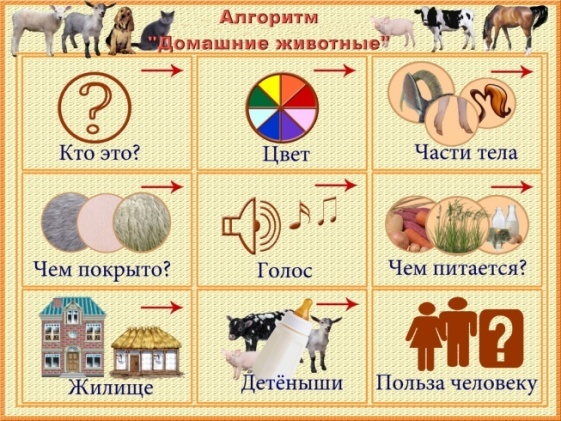 Алгоритм
"Домашние животные"
Кто это?
Цвет
Части тела
Чем покрыто?
Голос
Чем питается?
Жилище
Детёныши
Польза человеку